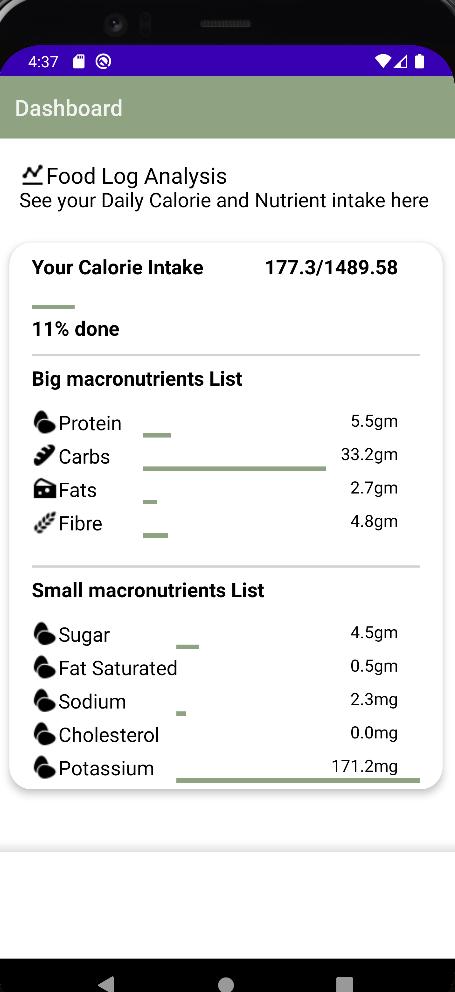 4:37
Dashboard
Food Log Analysis
See your Daily Calorie and Nutrient intake here
Your Calorie Intake 177.3/1489.58
11% done
Big macronutrients List
Protein 5.5gm
Carbs 33.2gm
Fats 2.7gm
Fibre 4.8gm
Small macronutrients List
Sugar 4.5gm
Fat Saturated 0.5gm
Sodium 2.3mg
Cholesterol 0.0mg
Potassium 171.2mg